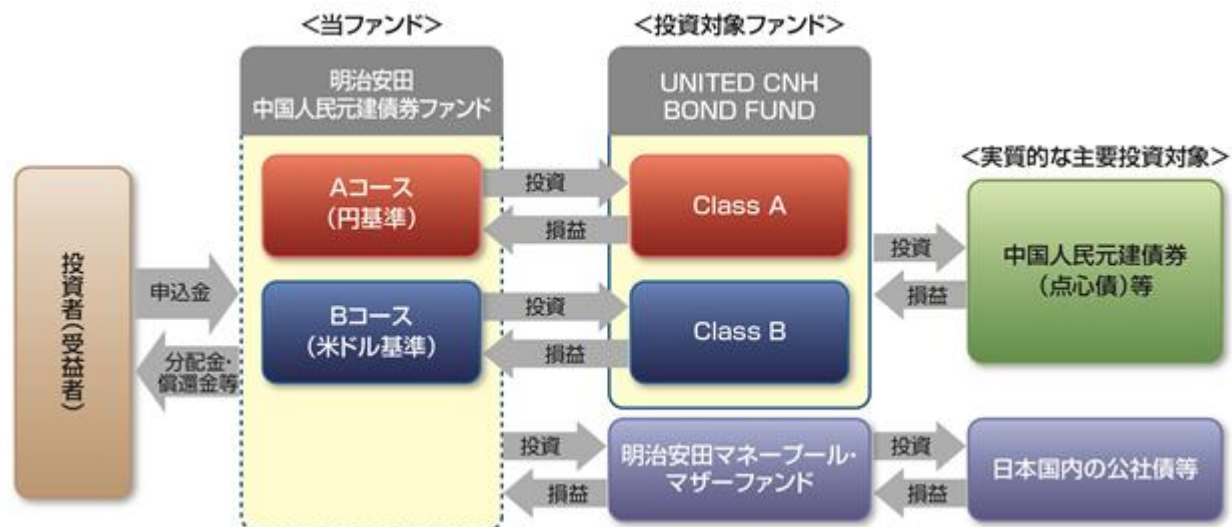 ＜当ファンド＞
＜投資対象ファンド＞
明治安田
中国人民元建債券ファンド
UNITED CNH
BOND FUND
＜実質的な主要投資対象＞
投資者(受益者)
申込金
分配金・
償還金等
Aコース
（円基準）
投資
損益
Class A
Bコース
（米ドル基準）
投資
損益
Class B
投資
損益
中国人民元建債券
（点心債）等
投資
損益
明治安田マネープール・
マザーファンド
投資
損益
日本国内の公社債等